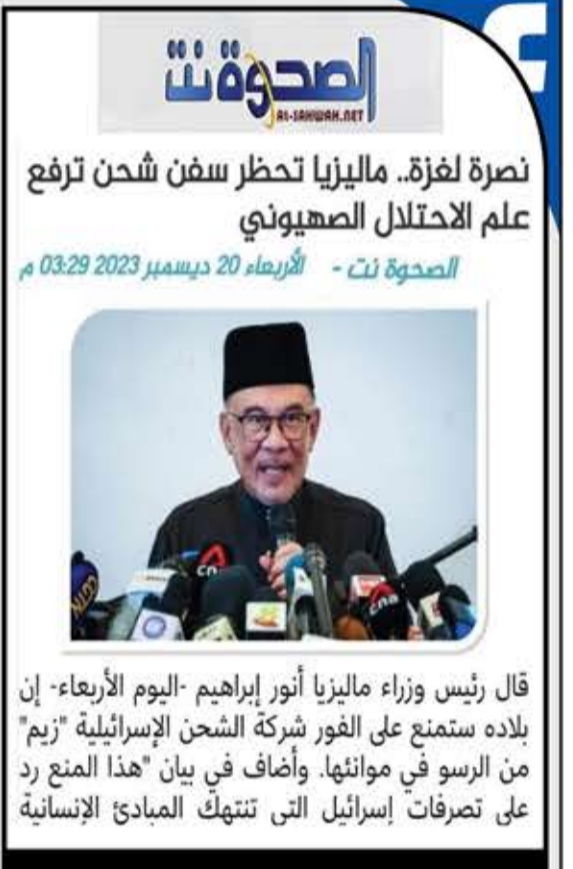 الصحوة نت
AL-SAHWAH.NET
نصرة لغزة.. ماليزيا تحظر سفن شحن ترفع
علم الاحتلال الصهيوني
الصحوة نت - الأربعاء 20 ديسمبر 2023 03:29 م
CGTN
cna
cna
قال رئيس وزراء ماليزيا أنور إبراهيم -اليوم الأربعاء- إن
بلاده ستمنع على الفور شركة الشحن الإسرائيلية "زيم"
من الرسو في موانئها. وأضاف في بيان "هذا المنع رد
على تصرفات إسرائيل التي تنتهك المبادئ الإنسانية